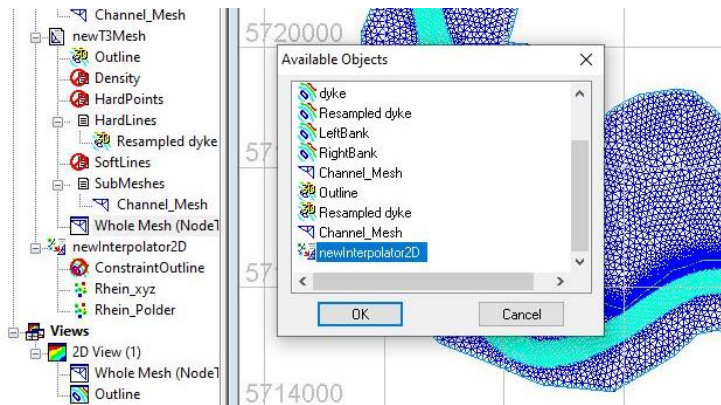 Channel_Mesh
newT3Mesh
Outline
Density
HardPoints
HardLines
Resampled dyke
SoftLines
SubMeshes
Channel_Mesh
Whole Mesh (NodeT
newInterpolator2D
ConstraintOutline
Rhein_xyz
Rhein_Polder
Views
2D View (1)
Whole Mesh (NodeT
Outline
5720000
57
57
5714000
Available Objects
dyke
Resampled dyke
LeftBank
RightBank
Channel_Mesh
Outline
Resampled dyke
Channel_Mesh
newInterpolator2D
OK
Cancel